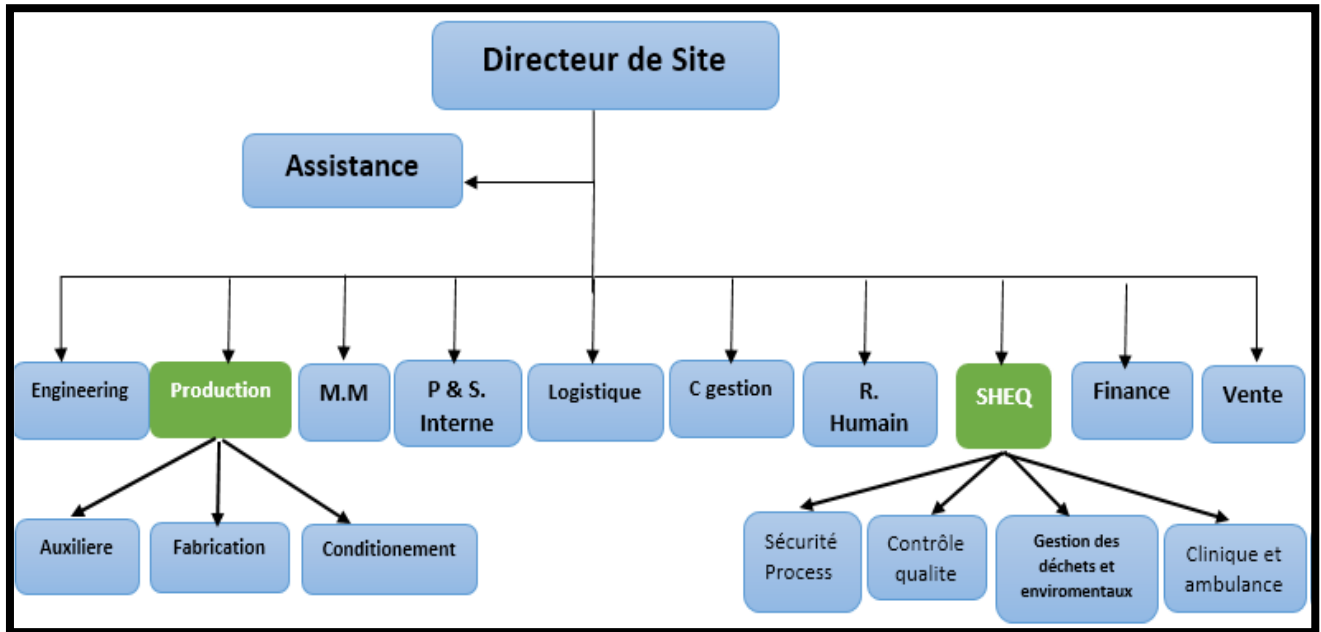 Directeur de Site
Assistance
Engineering
Production
M.M
P & S.
Interne
Logistique
C gestion
R.
Humain
SHEQ
Finance
Vente
Auxiliere
Fabrication
Conditionement
Sécurité
Process
Contrôle
qualite
Gestion des
déchets et
enviromentaux
Clinique et
ambulance